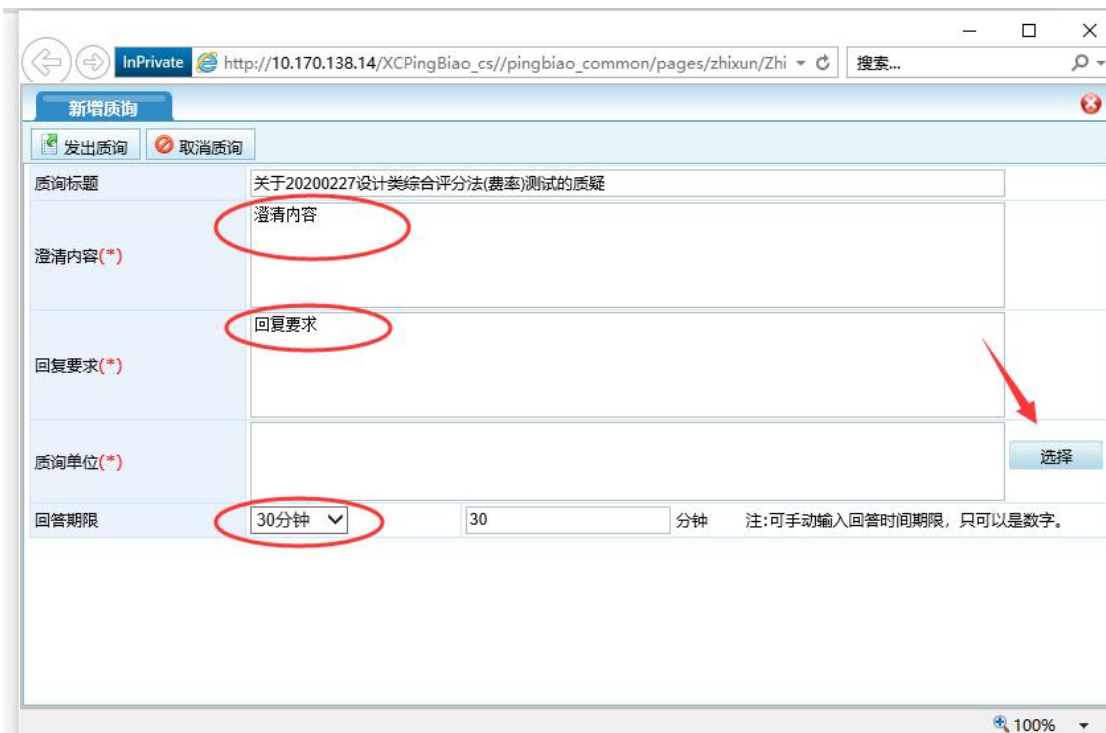 InPrivate http://10.170.138.14/XCPingBiao_cs//pingbiao_common/pages/zhixun/Zhi 搜索...
新增质询
发出质询 取消质询
质询标题 关于20200227设计类综合评分法(费率)测试的质疑
澄清内容(*) 澄清内容
回复要求(*) 回复要求
质询单位(*) 选择
回答期限 30分钟 30 分钟 注:可手动输入回答时间期限，只可以是数字。
100%